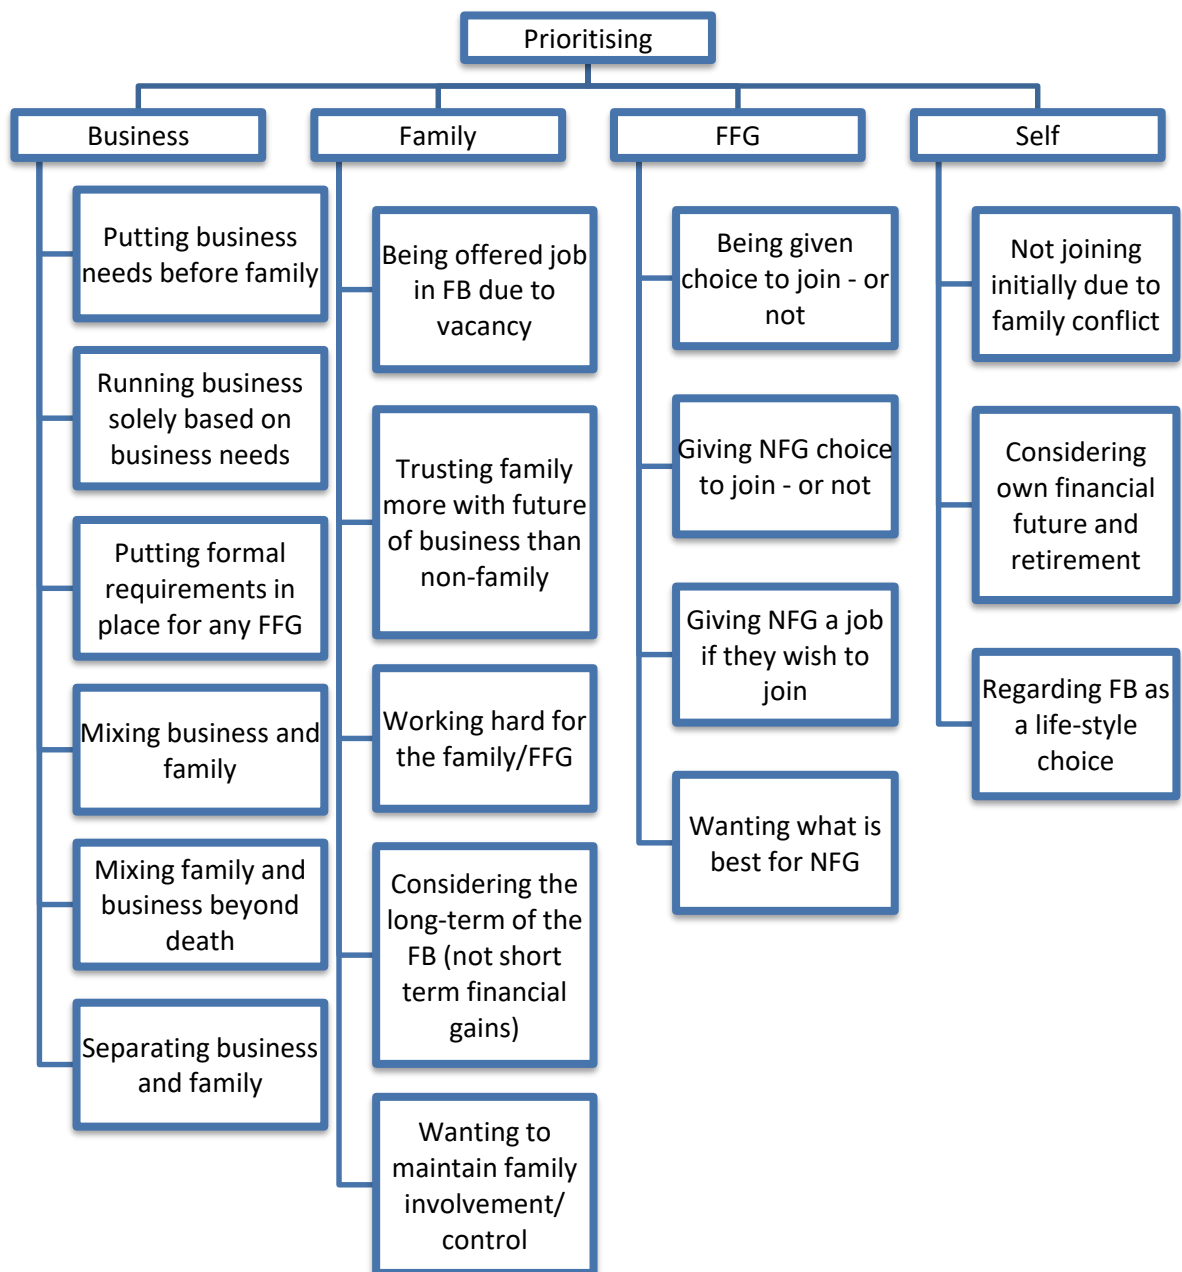 Prioritising
Business
Family
FFG
Self
Putting business
needs before family
Running business
solely based on
business needs
Putting formal
requirements in
place for any FFG
Mixing business and
family
Mixing family and
business beyond
death
Separating business
and family
Being offered job
in FB due to
vacancy
Trusting family
more with future
of business than
non-family
Working hard for
the family/FFG
Considering the
long-term of the
FB (not short
term financial
gains)
Wanting to
maintain family
involvement/
control
Being given
choice to join - or
not
Giving NFG choice
to join - or not
Giving NFG a job
if they wish to
join
Wanting what is
best for NFG
Not joining
initially due to
family conflict
Considering
own financial
future and
retirement
Regarding FB as
a life-style
choice